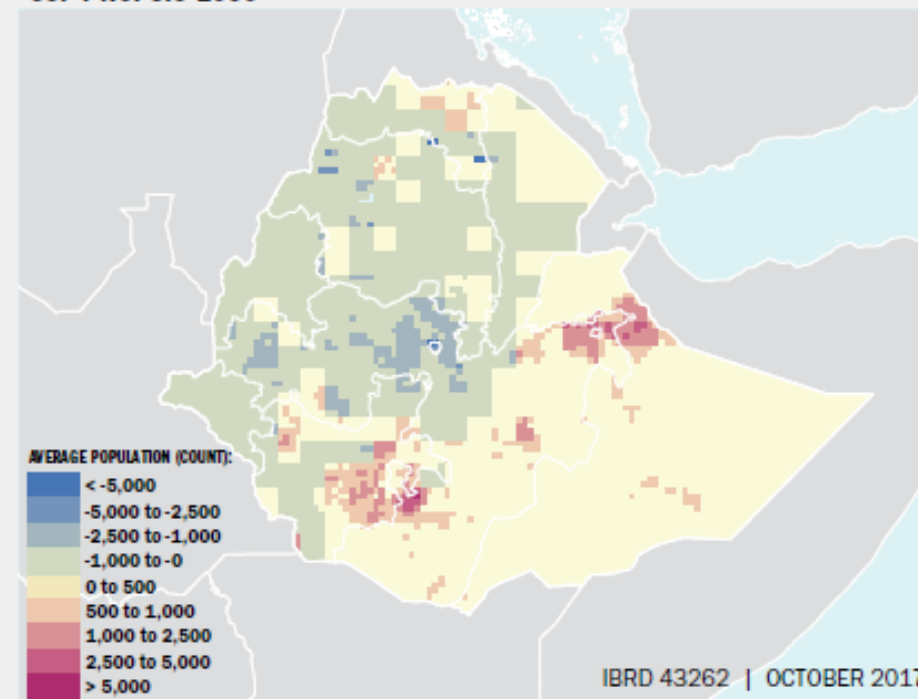 AVERAGE POPULATION (COUNT):
< -5,000
-5,000 to -2,500
-2,500 to -1,000
-1,000 to -0
0 to 500
500 to 1,000
1,000 to 2,500
2,500 to 5,000
> 5,000
IBRD 43262 | OCTOBER 2017